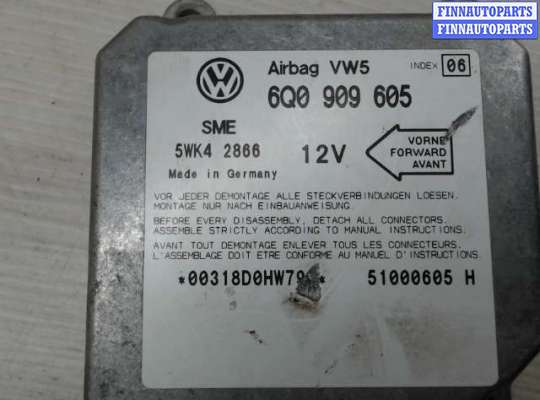 FINNAUTOPARTS
FINNAUTOPARTS
Airbag VW5
INDEX 06
6Q0 909 605
SME
5WK4 2866
12V
VORNE
FORWARD
AVANT
Made in Germany
VOR JEDER DEMONTAGE ALLE STECKVERBINDUNGEN LOESEN.
MONTAGE NUR NACH EINBAUANWEISUNG.
BEFORE EVERY DISASSEMBLY, DETACH ALL CONNECTORS.
ASSEMBLE STRICTLY ACCORDING TO MANUAL INSTRUCTIONS.
AVANT TOUT DEMONTAGE ENLEVER TOUS LES CONNECTEURS.
L'ASSEMBLAGE DOIT ETRE CONFORME AU MANUEL D'INSTRUCTIONS.
51000605 H